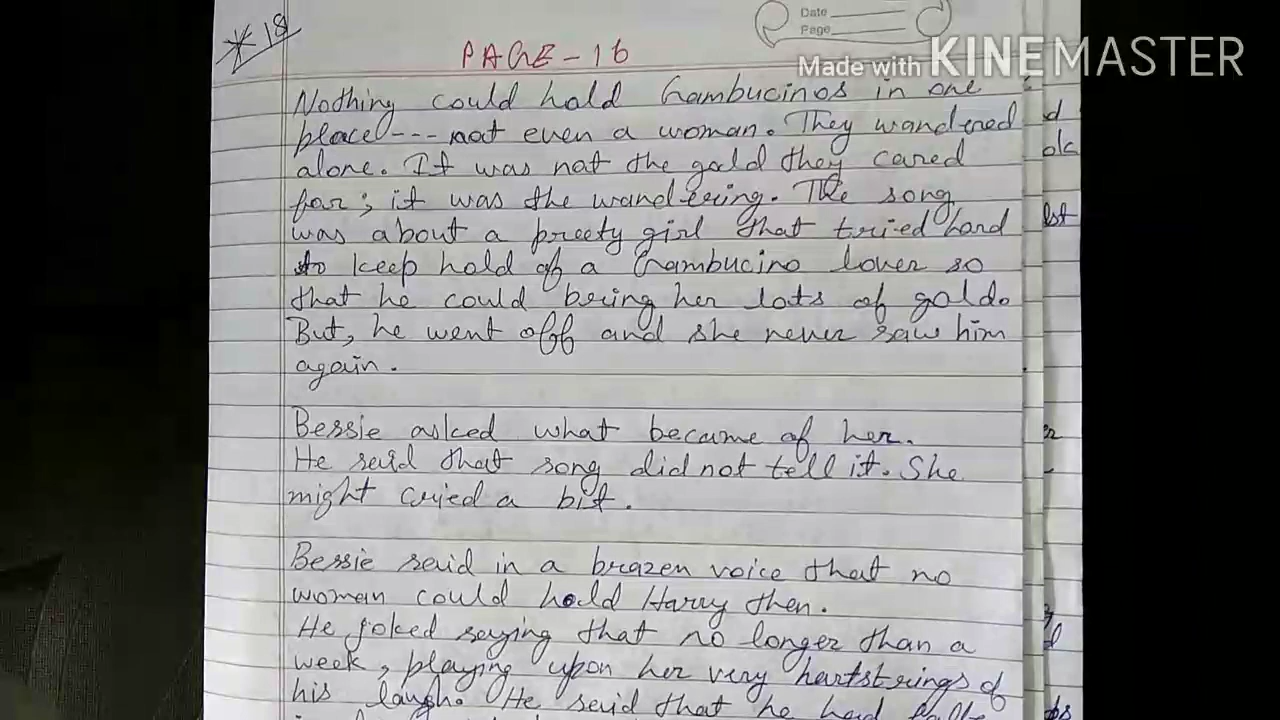 * 18
Date
Page
Made with KINEMASTER
PAGE - 16
Nothing could hold Gambucinos in one
place --- not even a woman. They wandered
alone. It was not the gold they cared
for; it was the wandering. The song
was about a preety girl that tried hard
to keep hold of a Gambucino lover so
that he could being her lots of gold.
But, he went off and she never saw him
again.
Bessie asked what became of her.
He said that song did not tell it. She
might cried a bit.
Bessie said in a brazen voice that no
woman could hold Harry then.
He joked saying that no longer than a
week, playing upon her very hartstrings of
his laugh. He said that he had